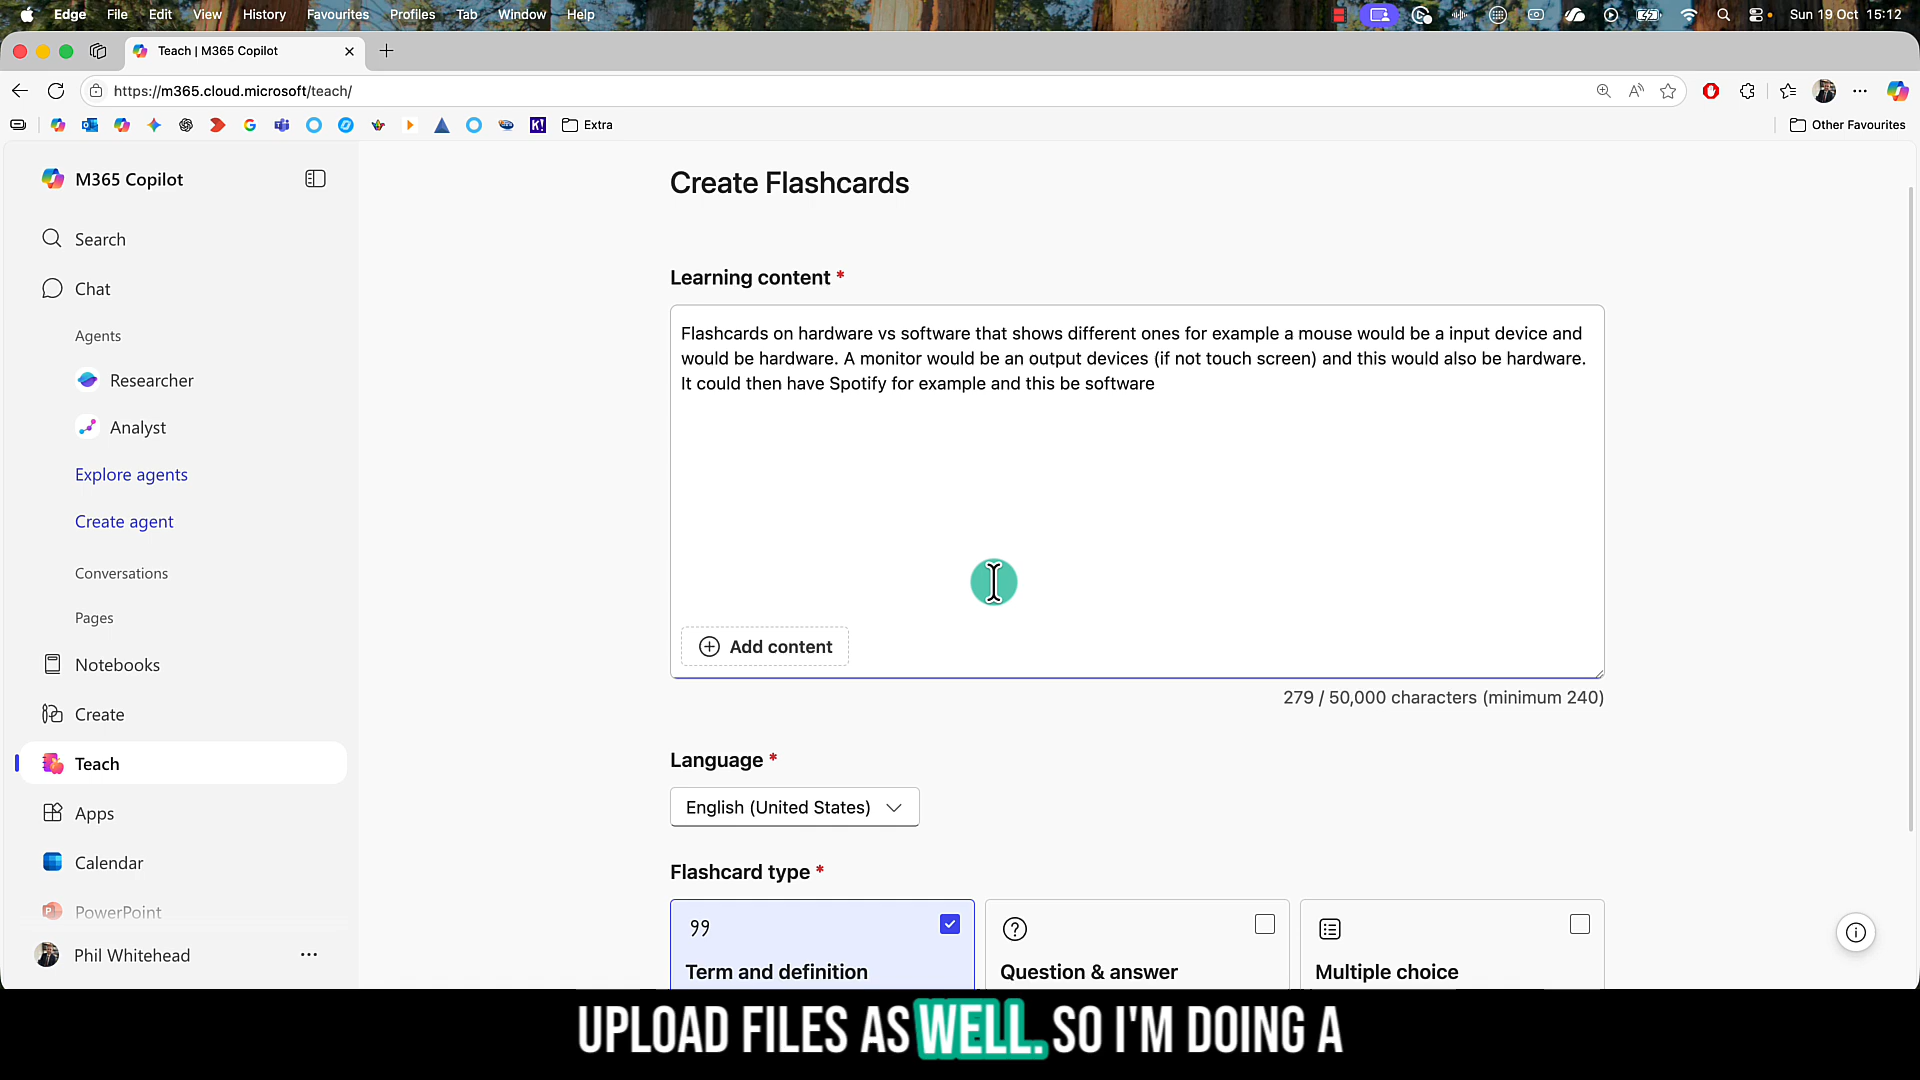 Edge File Edit View History Favourites Profiles Tab Window Help Sun 19 Oct 15:12
Teach | M365 Copilot
https://m365.cloud.microsoft/teach/
K! Extra Other Favourites
M365 Copilot
Search
Chat
Agents
Researcher
Analyst
Explore agents
Create agent
Conversations
Pages
Notebooks
Create
Teach
Apps
Calendar
PowerPoint
Phil Whitehead
Create Flashcards
Learning content *
Flashcards on hardware vs software that shows different ones for example a mouse would be a input device and
would be hardware. A monitor would be an output devices (if not touch screen) and this would also be hardware.
It could then have Spotify for example and this be software
Add content
279 / 50,000 characters (minimum 240)
Language *
English (United States)
Flashcard type *
Term and definition
Question & answer
Multiple choice
UPLOAD FILES AS WELL. SO I'M DOING A